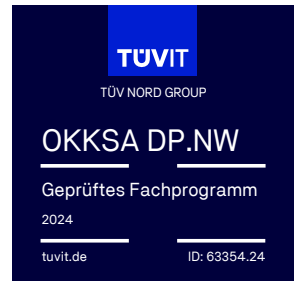 TÜVIT
TÜV NORD GROUP
OKKSA DP.NW
Geprüftes Fachprogramm
2024
tuvit.de ID: 63354.24